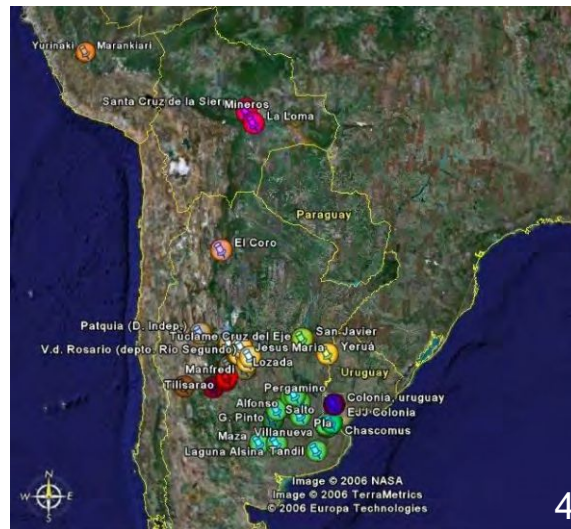 Yurinaki Marankiari
Santa Cruz de la Sier Mineros
La Loma
Paraguay
El Coro
Patquia (D. Indep.)
Tuclame Cruz del Eje
San Javier
V.d. Rosario (depto. Rio Segundo) Jesus Maria
Yeruá
Lozada
Manfredi
Uruguay
Tilisarao
Pergamino
Alfonso
Colonia, uruguay
G. Pinto
Salto
EJJ Colonia
Pla
Chascomus
Maza
Villanueva
Laguna Alsina Tandil
N
W E
S
Image © 2006 NASA
Image © 2006 TerraMetrics
© 2006 Europa Technologies
4